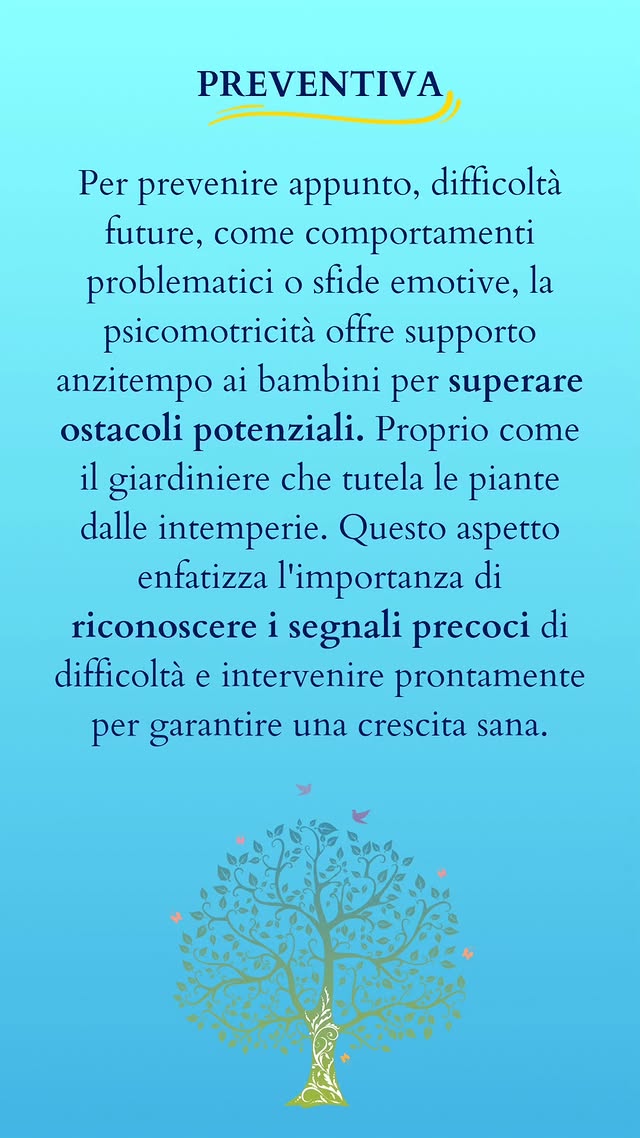 PREVENTIVA
Per prevenire appunto, difficoltà
future, come comportamenti
problematici o sfide emotive, la
psicomotricità offre supporto
anzitempo ai bambini per superare
ostacoli potenziali. Proprio come
il giardiniere che tutela le piante
dalle intemperie. Questo aspetto
enfatizza l'importanza di
riconoscere i segnali precoci di
difficoltà e intervenire prontamente
per garantire una crescita sana.